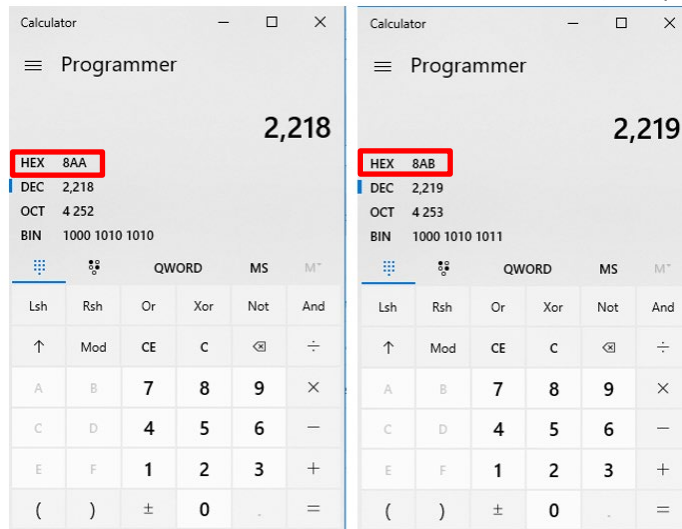 Calculator
≡ Programmer
2,218
HEX 8AA
DEC 2,218
OCT 4 252
BIN 1000 1010 1010
QWORD MS M˅
Lsh Rsh Or Xor Not And
↑ Mod CE C ⌫ ÷
A B 7 8 9 ×
C D 4 5 6 −
E F 1 2 3 +
( ) ± 0 . =
Calculator
≡ Programmer
2,219
HEX 8AB
DEC 2,219
OCT 4 253
BIN 1000 1010 1011
QWORD MS M˅
Lsh Rsh Or Xor Not And
↑ Mod CE C ⌫ ÷
A B 7 8 9 ×
C D 4 5 6 −
E F 1 2 3 +
( ) ± 0 . =